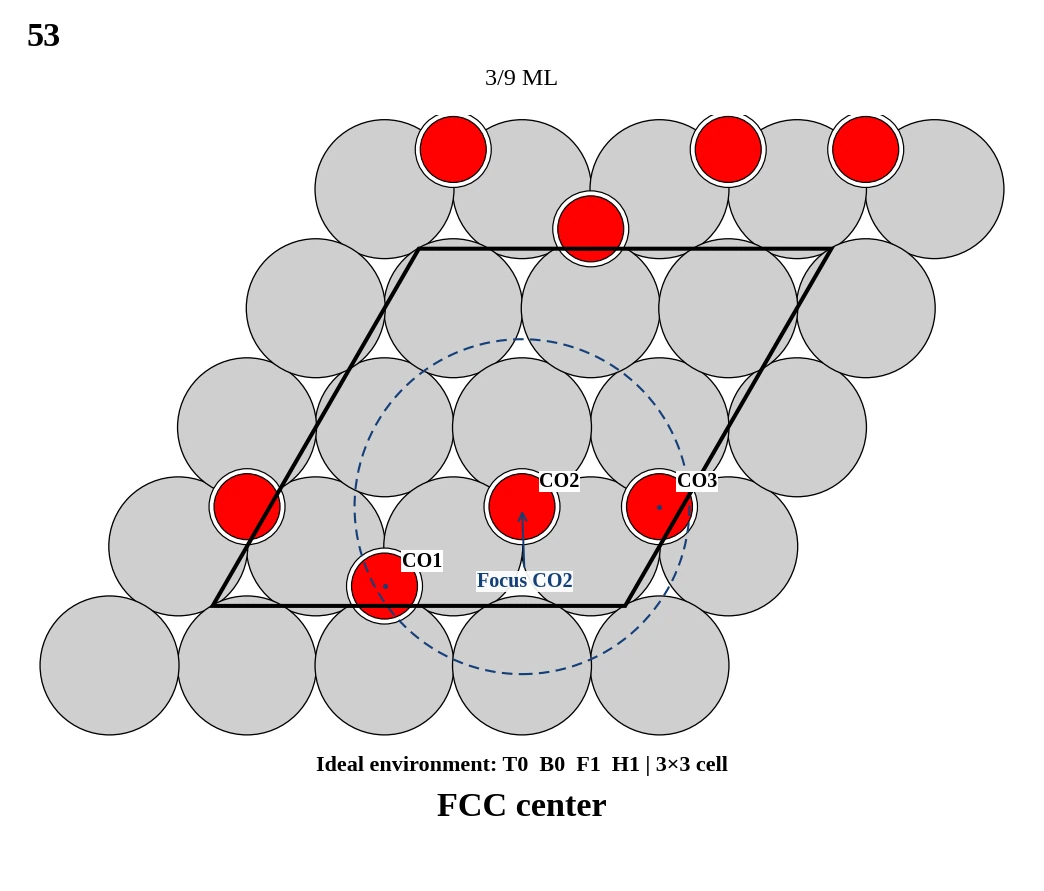 53
3/9 ML
CO2
CO3
CO1
Focus CO2
Ideal environment: T0 B0 F1 H1 | 3×3 cell
FCC center